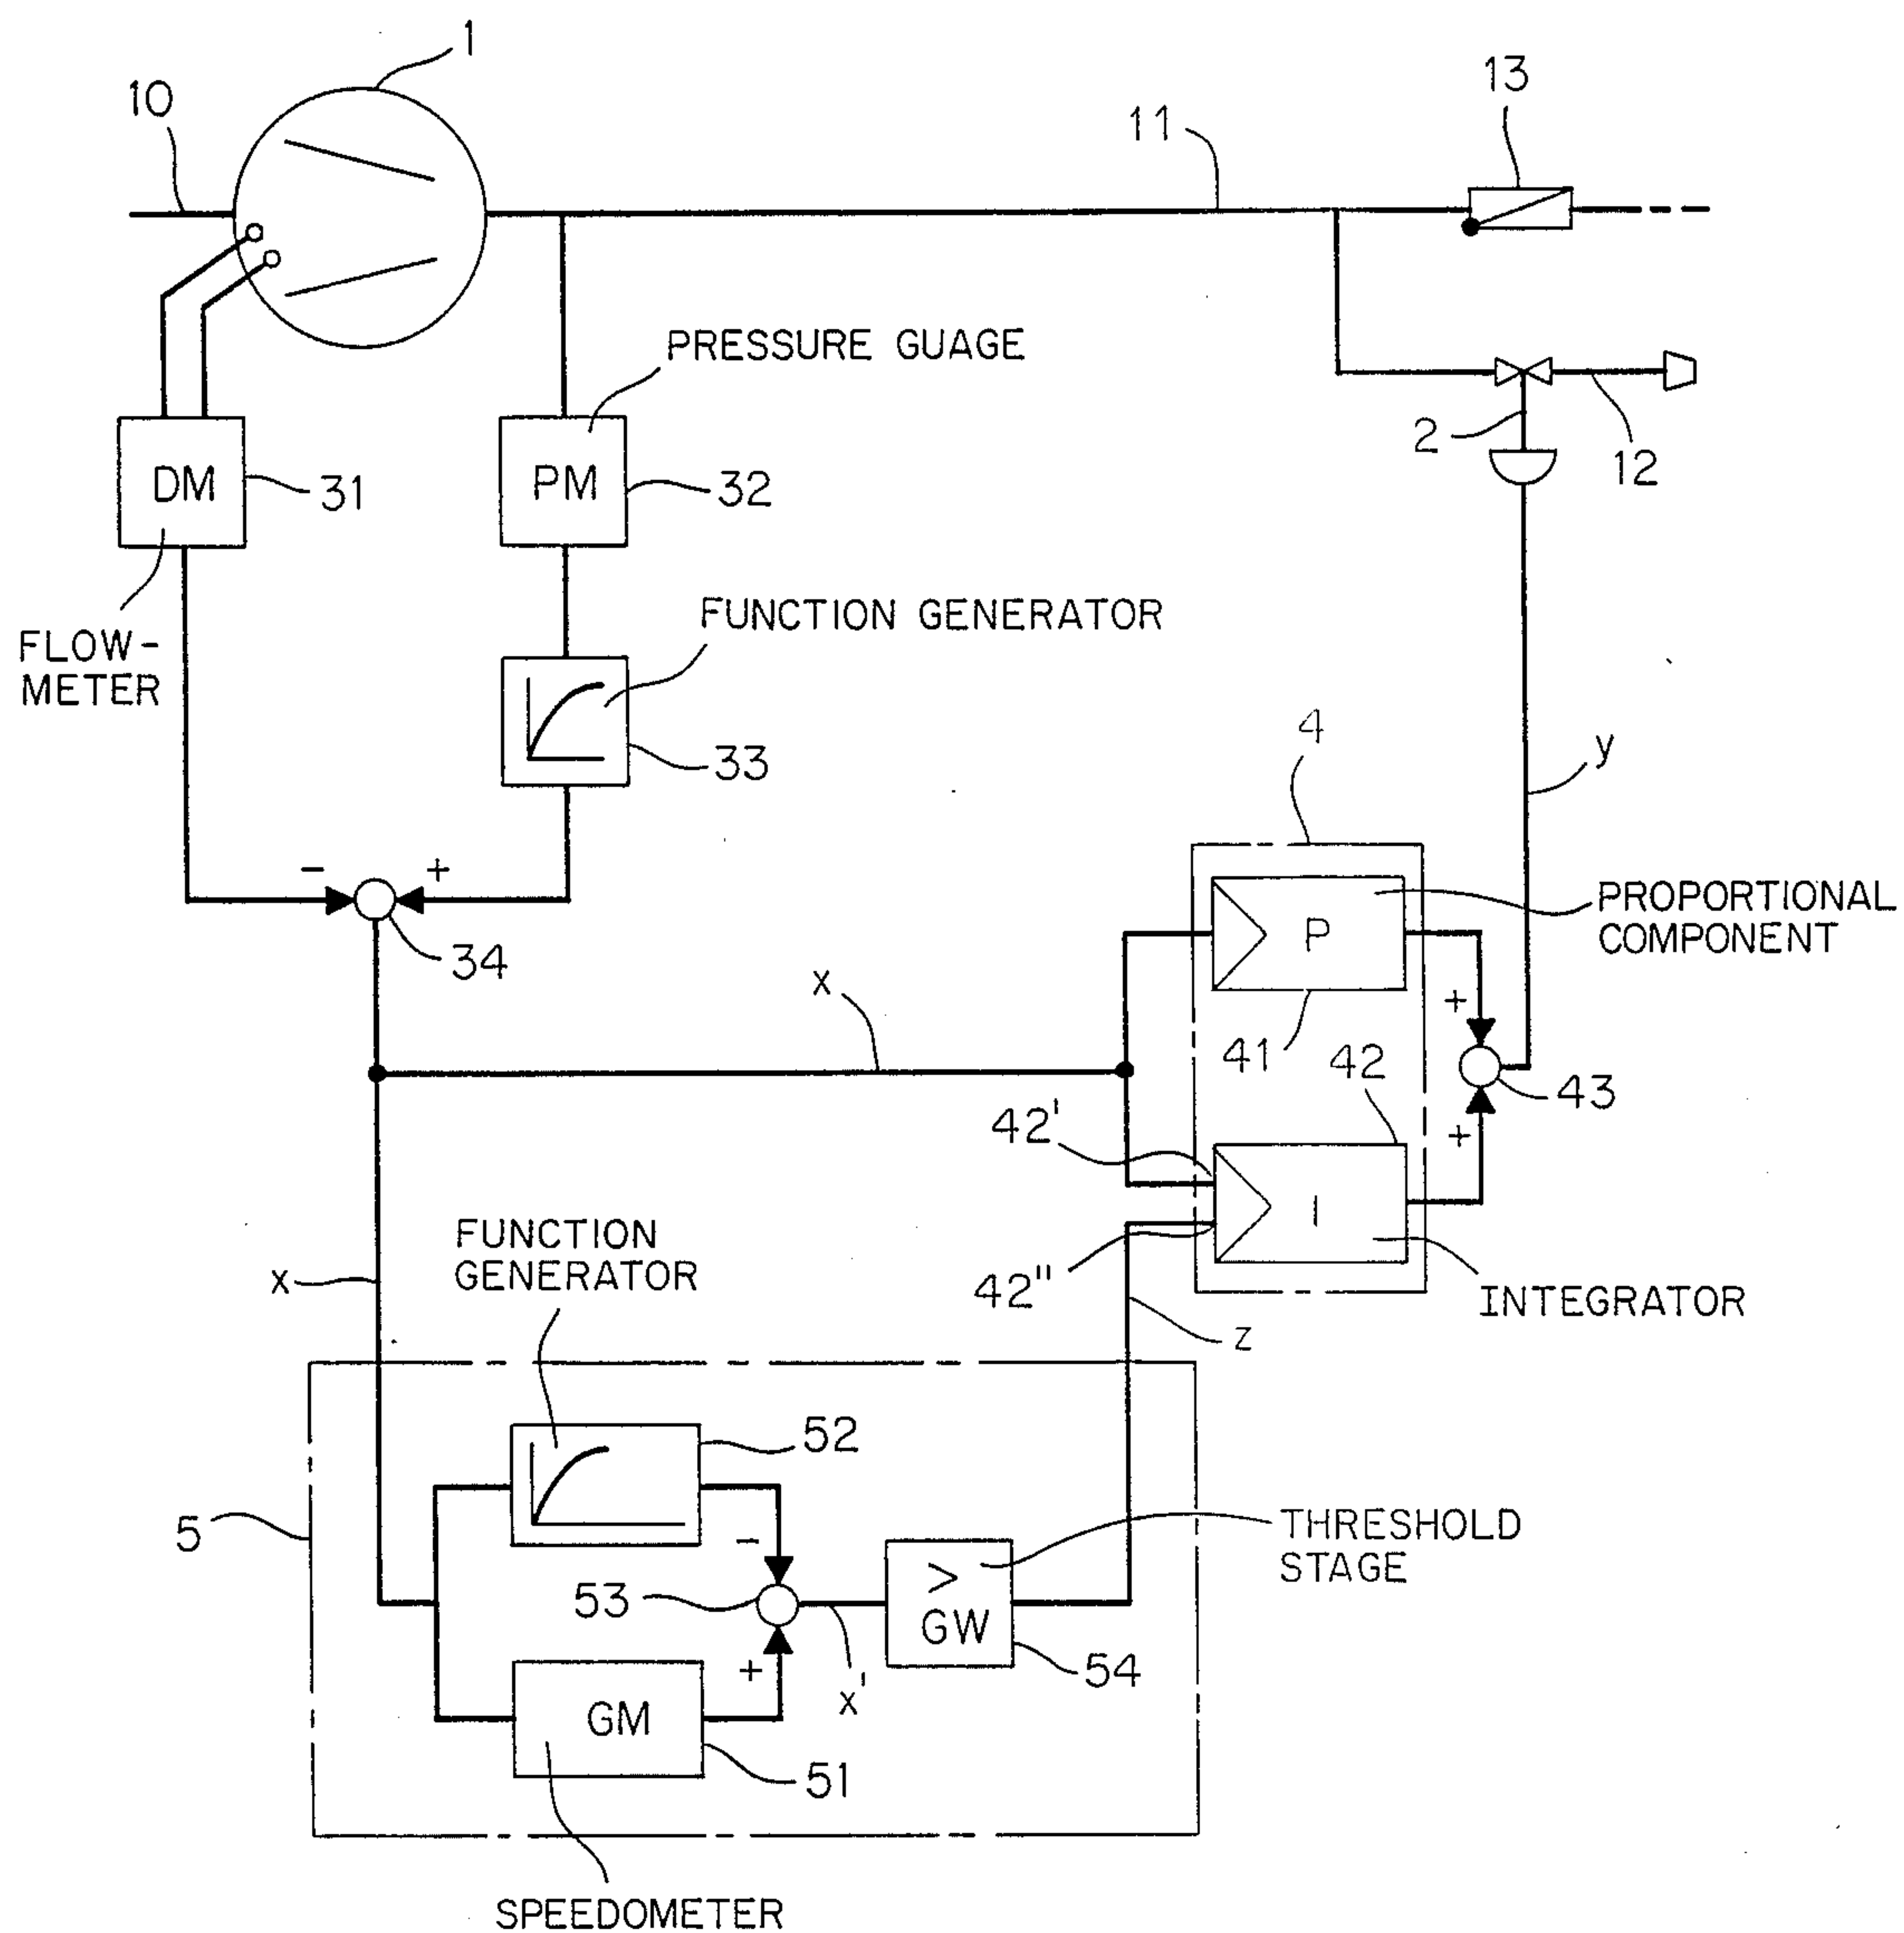 1
10
13
11
PRESSURE GUAGE
2
12
DM
31
PM
32
FUNCTION GENERATOR
FLOW-
METER
33
4
y
- +
34
PROPORTIONAL
COMPONENT
P
x
+
41
42
43
42'
+
I
42"
FUNCTION
GENERATOR
x
INTEGRATOR
z
52
5
-
THRESHOLD
STAGE
>
GW
53
54
+
x'
GM
51
SPEEDOMETER